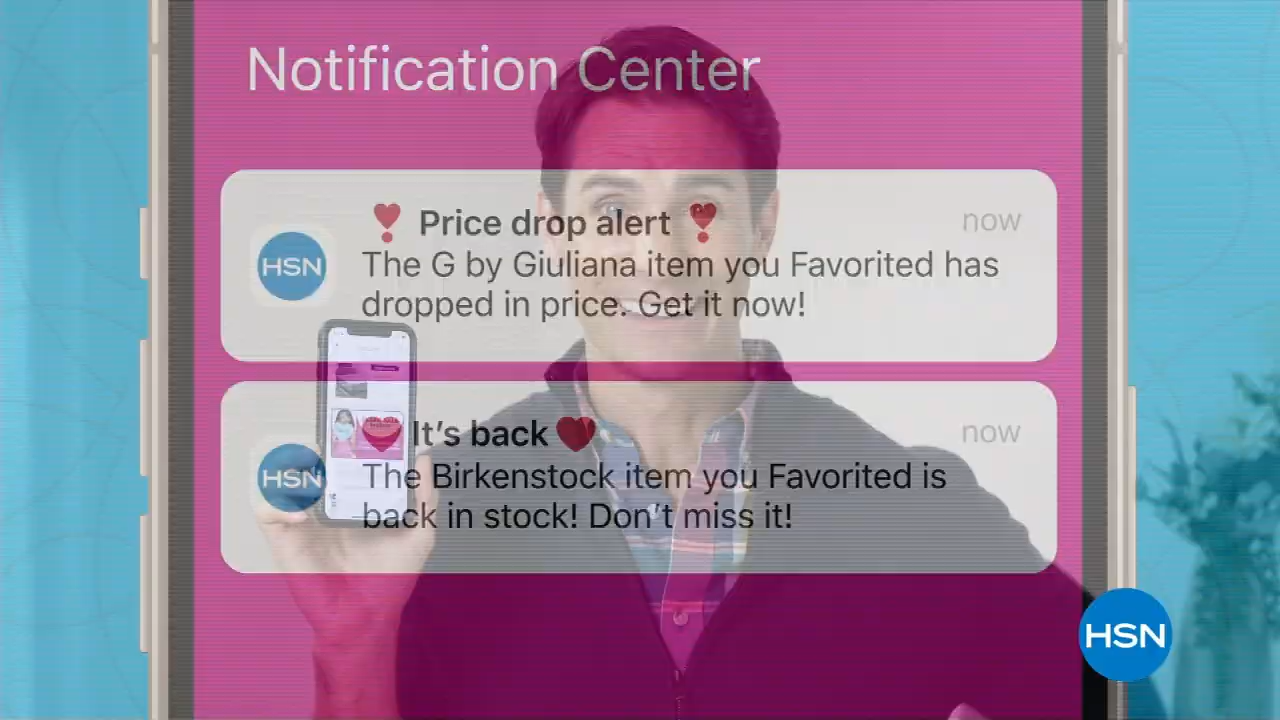 Notification Center
Price drop alert
now
HSN
The G by Giuliana item you Favorited has
dropped in price. Get it now!
It's back
now
HSN
The Birkenstock item you Favorited is
back in stock! Don't miss it!
HSN